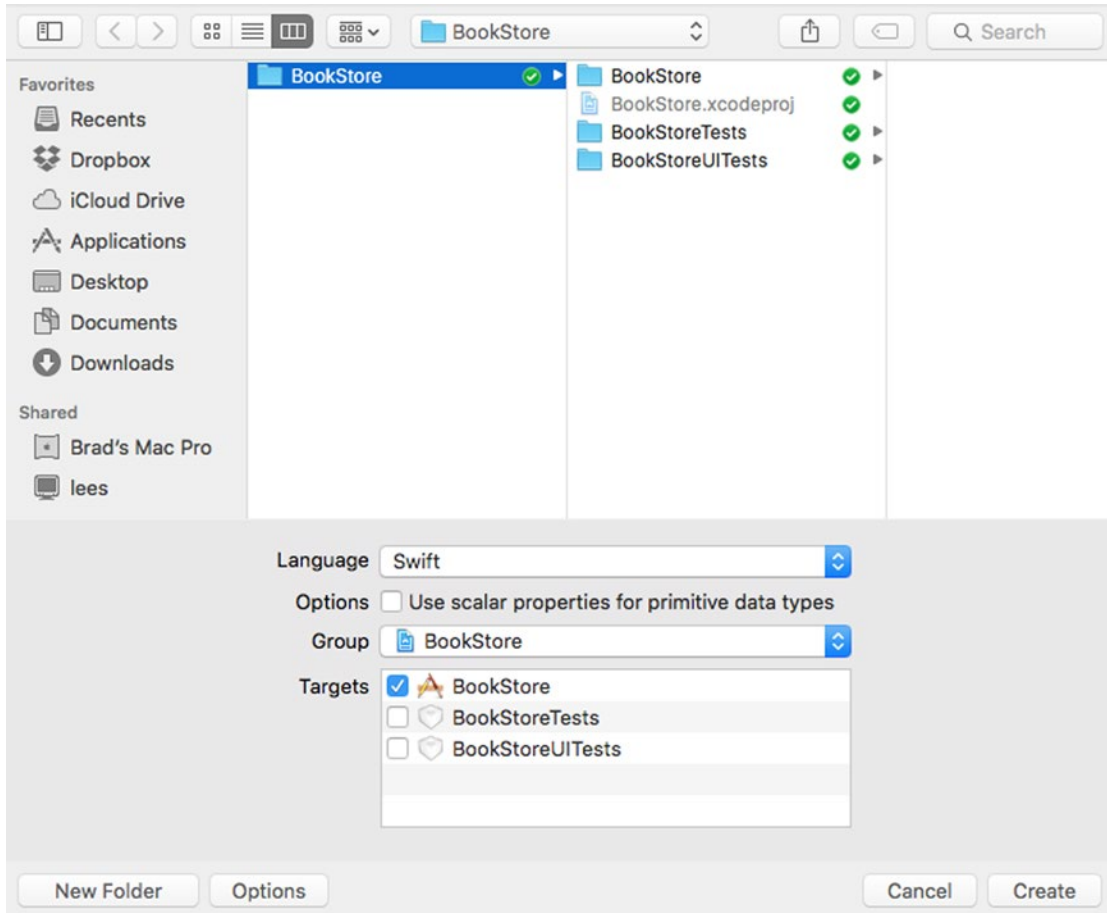 BookStore
Search
Favorites
Recents
Dropbox
iCloud Drive
Applications
Desktop
Documents
Downloads
Shared
Brad's Mac Pro
lees
BookStore
BookStore
BookStore.xcodeproj
BookStoreTests
BookStoreUITests
Language Swift
Options Use scalar properties for primitive data types
Group BookStore
Targets BookStore
BookStoreTests
BookStoreUITests
New Folder Options Cancel Create